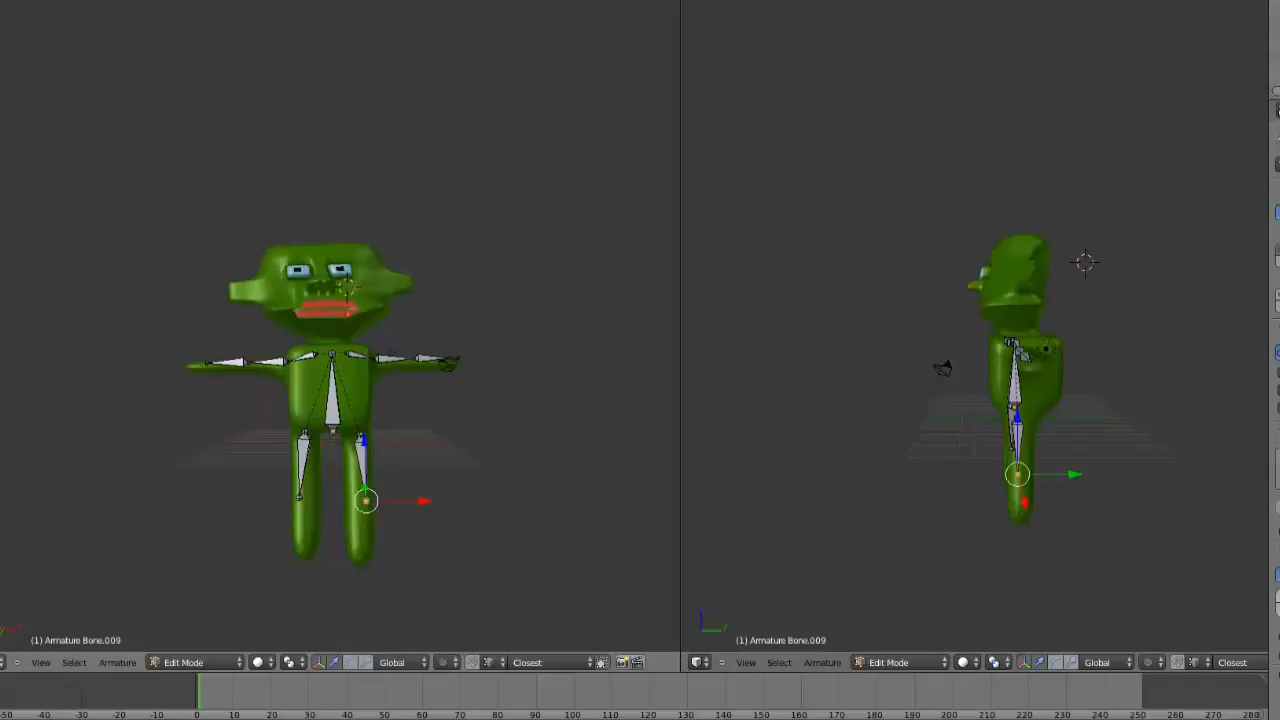 (1) Armature Bone.009
(1) Armature Bone.009
View Select Armature Edit Mode Global Closest
View Select Armature Edit Mode Global Closest
-50 -40 -30 -20 -10 0 10 20 30 40 50 60 70 80 90 100 110 120 130 140 150 160 170 180 190 200 210 220 230 240 250 260 270 280